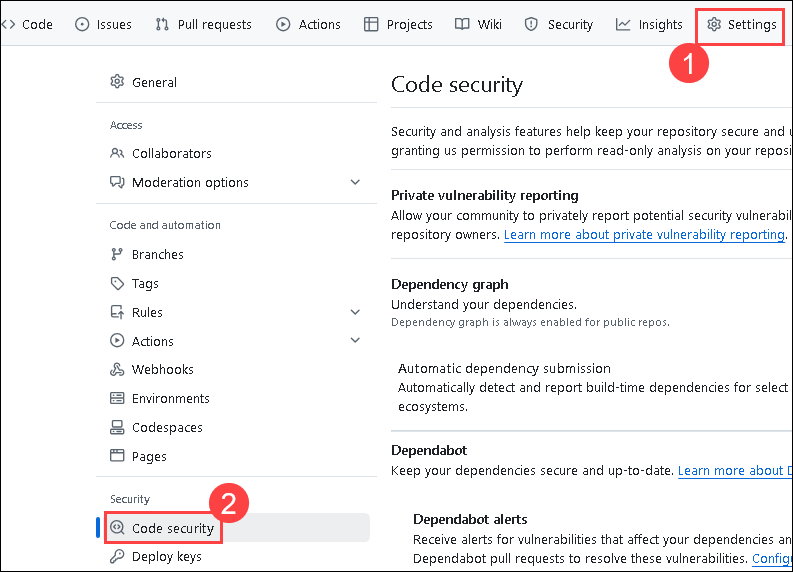 Code Issues Pull requests Actions Projects Wiki Security Insights Settings
1
General
Access
Collaborators
Moderation options
Code and automation
Branches
Tags
Rules
Actions
Webhooks
Environments
Codespaces
Pages
Security
2
Code security
Deploy keys
Code security
Security and analysis features help keep your repository secure and
granting us permission to perform read-only analysis on your
Private vulnerability reporting
Allow your community to privately report potential security
repository owners. Learn more about private vulnerability reporting.
Dependency graph
Understand your dependencies.
Dependency graph is always enabled for public repos.
Automatic dependency submission
Automatically detect and report build-time dependencies for select
ecosystems.
Dependabot
Keep your dependencies secure and up-to-date. Learn more about
Dependabot alerts
Receive alerts for vulnerabilities that affect your dependencies
Dependabot pull requests to resolve these vulnerabilities.